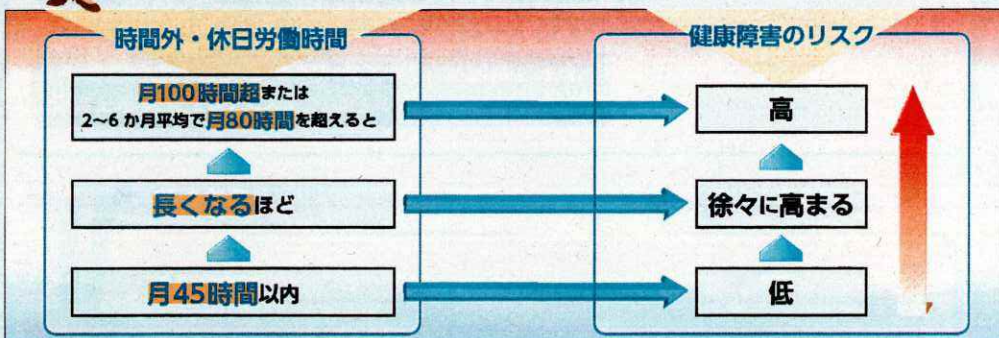 時間外・休日労働時間
健康障害のリスク
月100時間超または
2〜6か月平均で月80時間を超えると
高
長くなるほど
徐々に高まる
月45時間以内
低